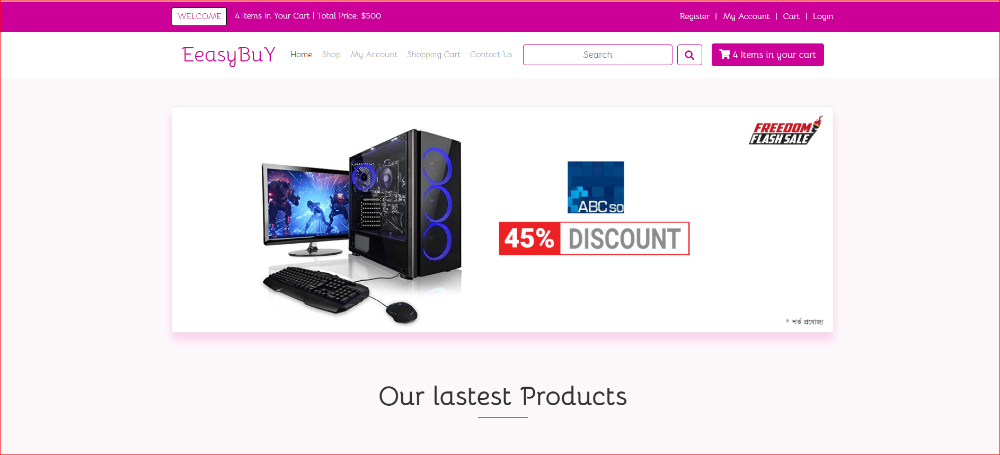 WELCOME 4 Items In Your Cart | Total Price: $500 Register | My Account | Cart | Login
EeasyBuY Home Shop My Account Shopping Cart Contact Us Search 4 Items in your cart
FREEDOM
FLASH SALE
ABC so
45% DISCOUNT
* শর্ত প্রযোজ্য
Our lastest Products